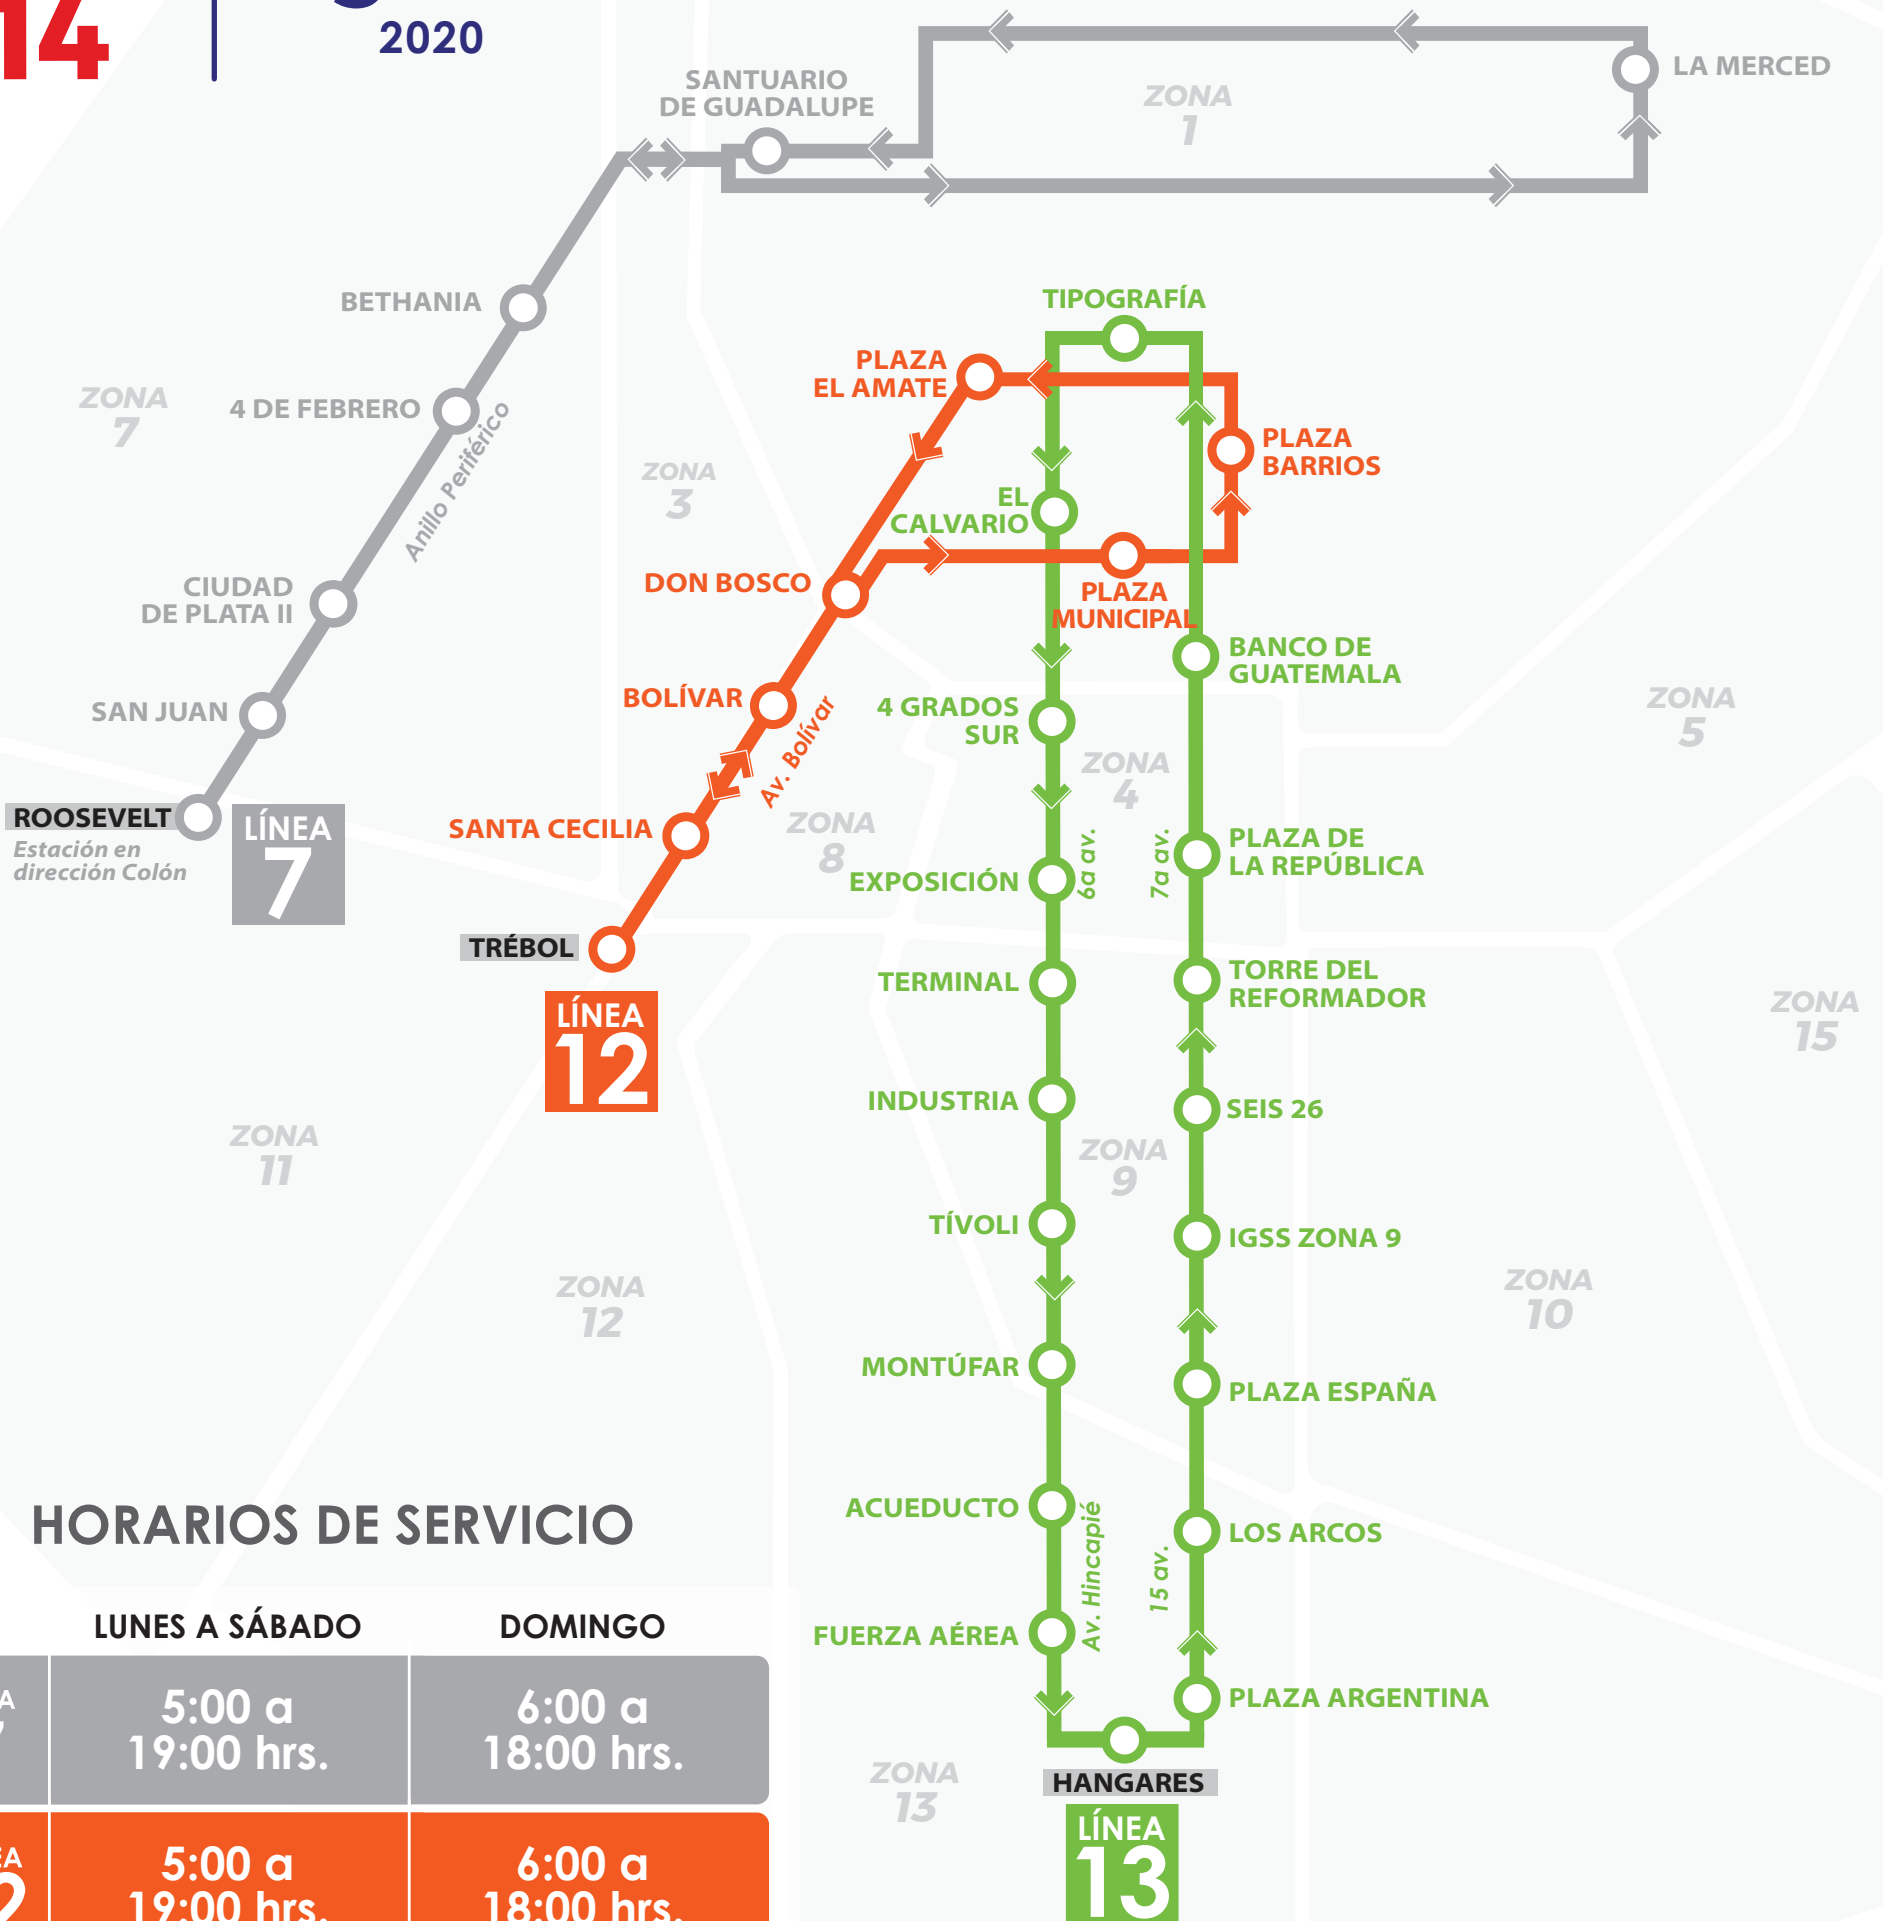 14
2020
SANTUARIO
DE GUADALUPE
ZONA
1
LA MERCED
BETHANIA
TIPOGRAFÍA
PLAZA
EL AMATE
ZONA
7
4 DE FEBRERO
Anillo Periférico
ZONA
3
PLAZA
BARRIOS
EL
CALVARIO
CIUDAD
DE PLATA II
DON BOSCO
PLAZA
MUNICIPAL
BANCO DE
GUATEMALA
SAN JUAN
BOLÍVAR
Av. Bolívar
4 GRADOS
SUR
ZONA
4
ZONA
5
ROOSEVELT
Estación en
dirección Colón
LÍNEA
7
SANTA CECILIA
ZONA
8
EXPOSICIÓN
6a av.
7a av.
PLAZA DE
LA REPÚBLICA
TRÉBOL
LÍNEA
12
TERMINAL
TORRE DEL
REFORMADOR
ZONA
15
INDUSTRIA
SEIS 26
ZONA
11
ZONA
9
TÍVOLI
IGSS ZONA 9
ZONA
12
ZONA
10
MONTÚFAR
PLAZA ESPAÑA
ACUEDUCTO
Av. Hincapié
15 av.
LOS ARCOS
FUERZA AÉREA
PLAZA ARGENTINA
HANGARES
ZONA
13
LÍNEA
13
HORARIOS DE SERVICIO
LUNES A SÁBADO
DOMINGO
5:00 a
19:00 hrs.
6:00 a
18:00 hrs.
EA
2
5:00 a
19:00 hrs.
6:00 a
18:00 hrs.